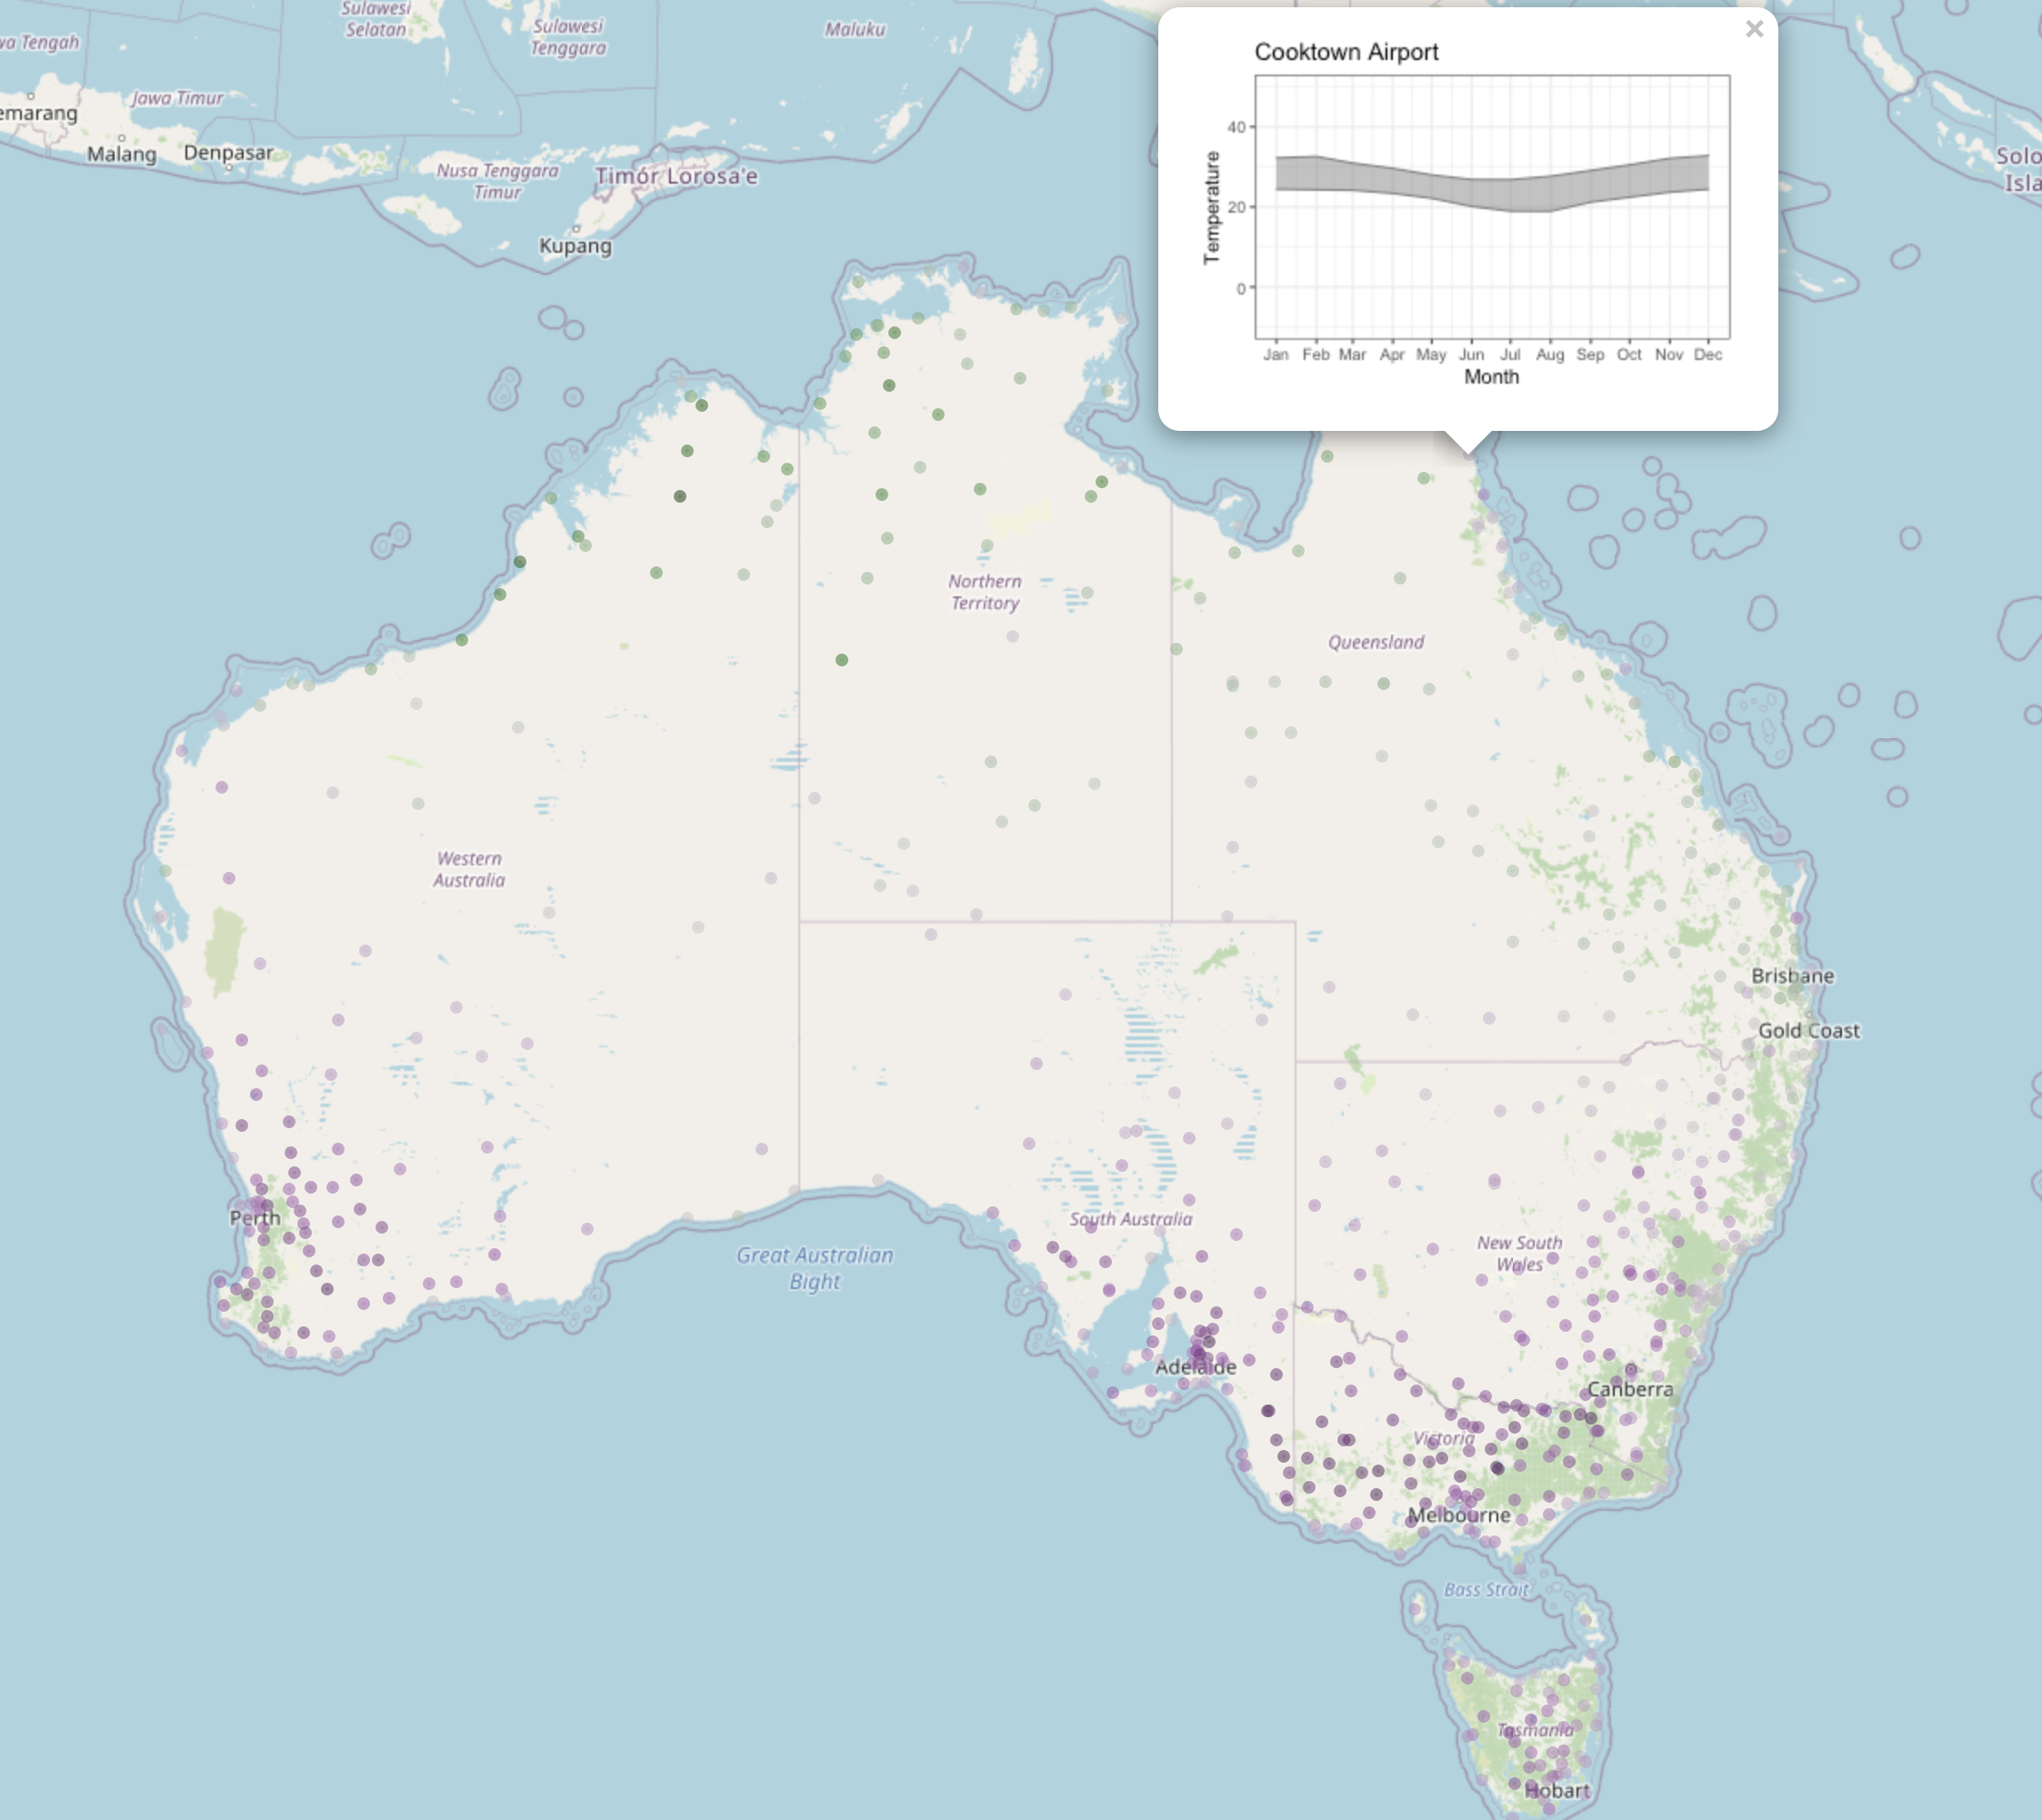 Sulawesi
Selatan
Sulawesi
Tenggara
Maluku
wa Tengah
Jawa Timur
emarang
Malang
Denpasar
Nusa Tenggara
Timur
Timór Lorosa'e
Kupang
×
Cooktown Airport
Temperature
40
20
0
Jan Feb Mar Apr May Jun Jul Aug Sep Oct Nov Dec
Month
Solo
Isla
Northern
Territory
Queensland
Western
Australia
Brisbane
Gold Coast
Perth
South Australia
Great Australian
Bight
New South
Wales
Adelaide
Canberra
Victoria
Melbourne
Bass Strait
Tasmania
Hobart